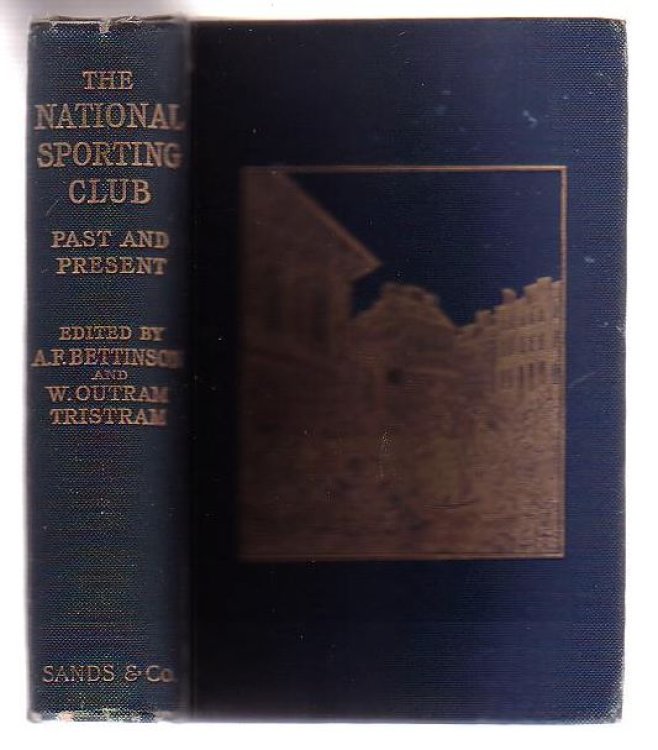 THE
NATIONAL
SPORTING
CLUB
PAST AND
PRESENT
EDITED BY
A.F. BETTINSON
AND
W. OUTRAM
TRISTRAM
SANDS & Co.